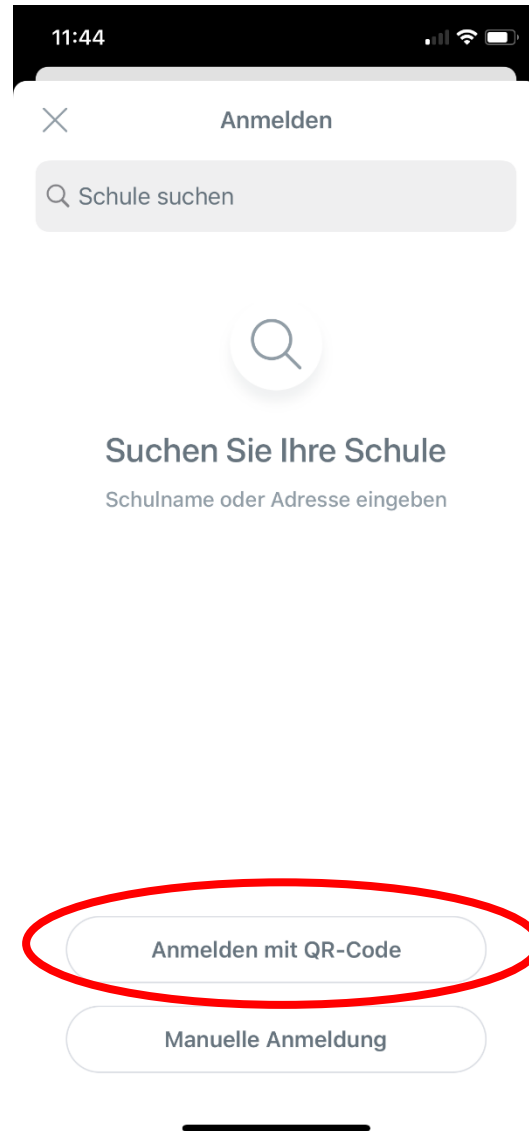 11:44
Anmelden
Schule suchen
Suchen Sie Ihre Schule
Schulname oder Adresse eingeben
Anmelden mit QR-Code
Manuelle Anmeldung